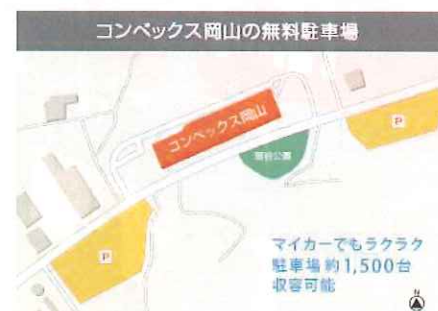 コンベックス岡山の無料駐車場
コンベックス岡山
P
P
マイカーでもラクラク
駐車場約1,500台
収容可能
N